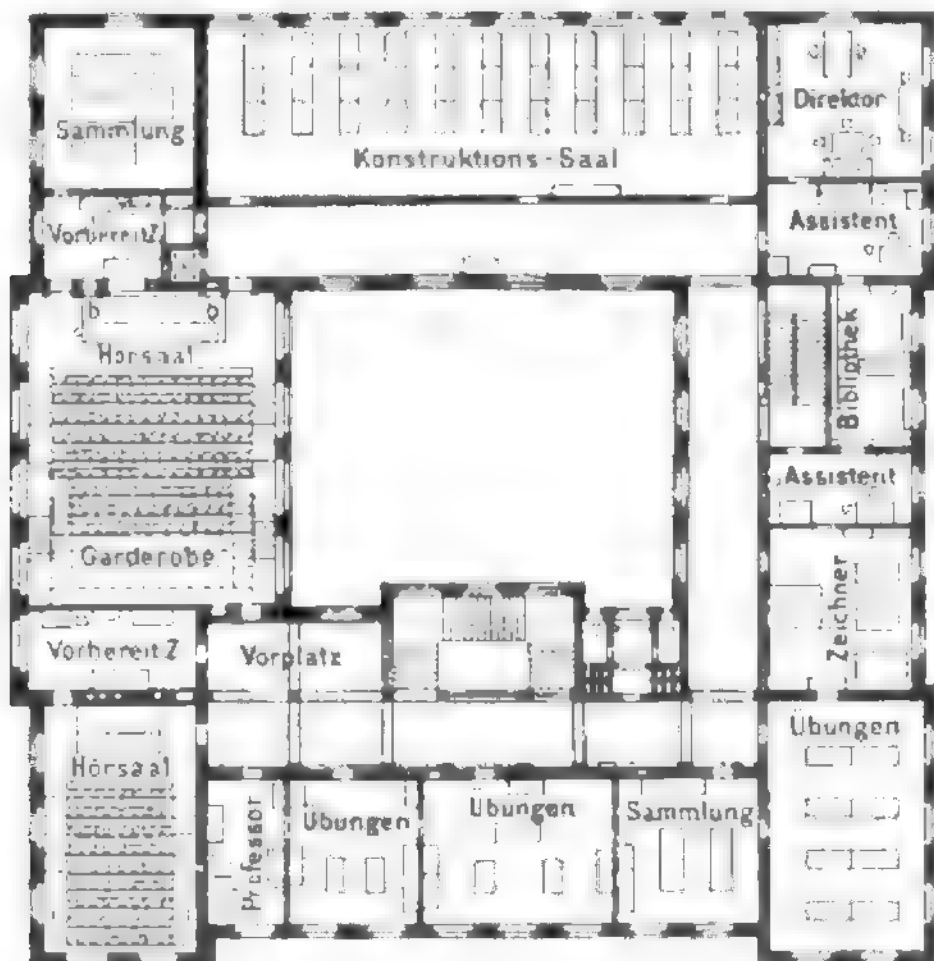 Sammlung
Konstruktions-Saal
Direktor
Vorbereit Z
Assistent
Hörsaal
Bibliothek
Assistent
Garderobe
Zeichner
Vorbereit Z
Vorplatz
Hörsaal
Übungen
Professor
Übungen
Übungen
Sammlung